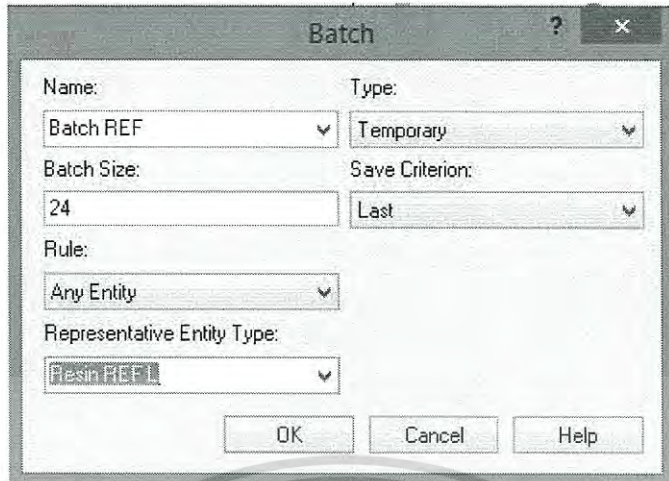 Batch ? ×
Name: Type:
Batch REF Temporary
Batch Size: Save Criterion:
24 Last
Rule:
Any Entity
Representative Entity Type:
Resin REF L
OK Cancel Help